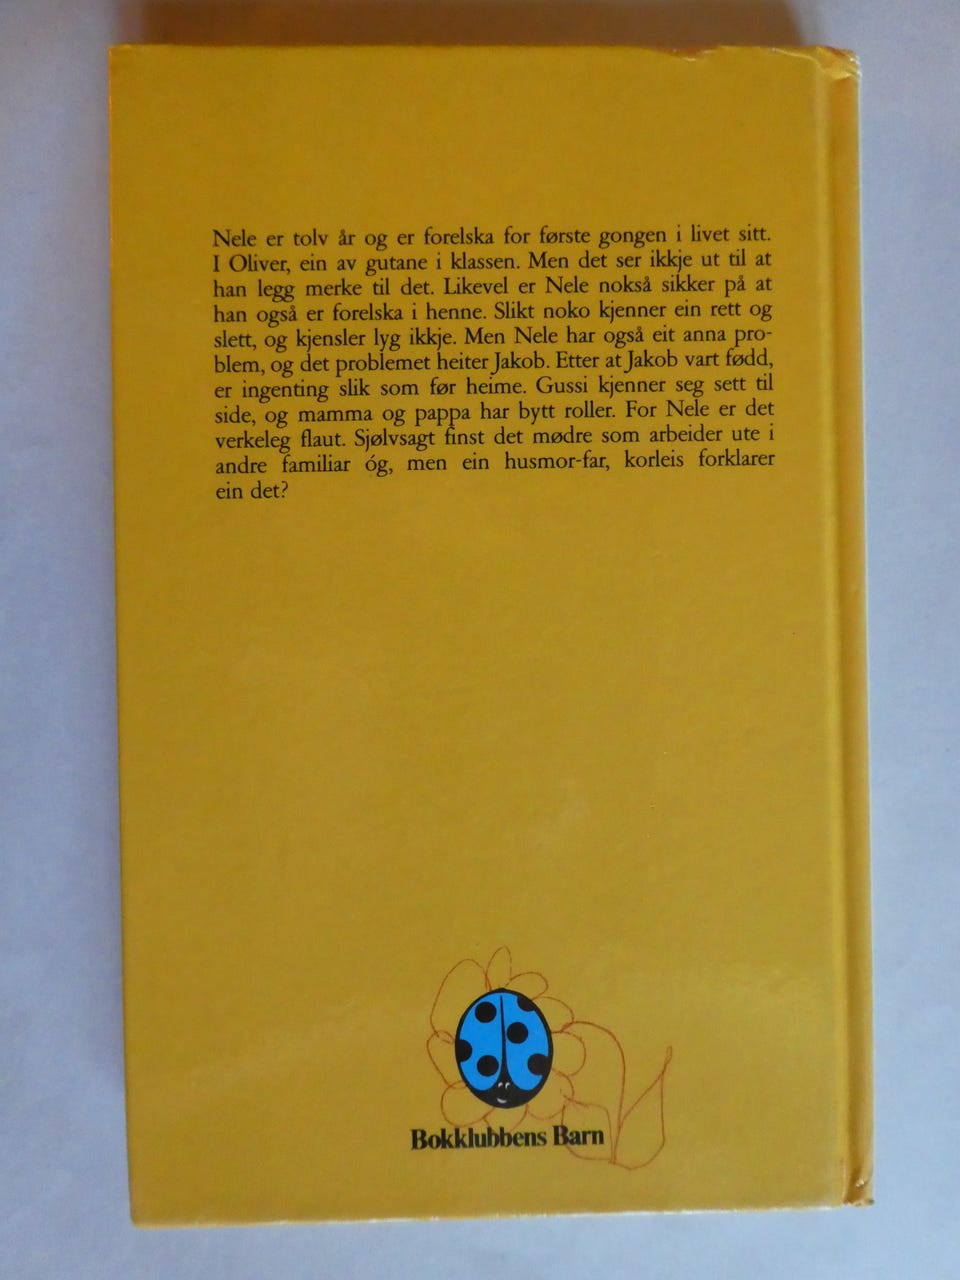 Nele er tolv år og er forelska for første gongen i livet sitt.
I Oliver, ein av gutane i klassen. Men det ser ikkje ut til at
han legg merke til det. Likevel er Nele nokså sikker på at
han også er forelska i henne. Slikt noko kjenner ein rett og
slett, og kjensler lyg ikkje. Men Nele har også eit anna pro-
blem, og det problemet heiter Jakob. Etter at Jakob vart fødd,
er ingenting slik som før heime. Gussi kjenner seg sett til
side, og mamma og pappa har bytt roller. For Nele er det
verkeleg flaut. Sjølvsagt finst det mødre som arbeider ute i
andre familiar óg, men ein husmor-far, korleis forklarer
ein det?
Bokklubbens Barn